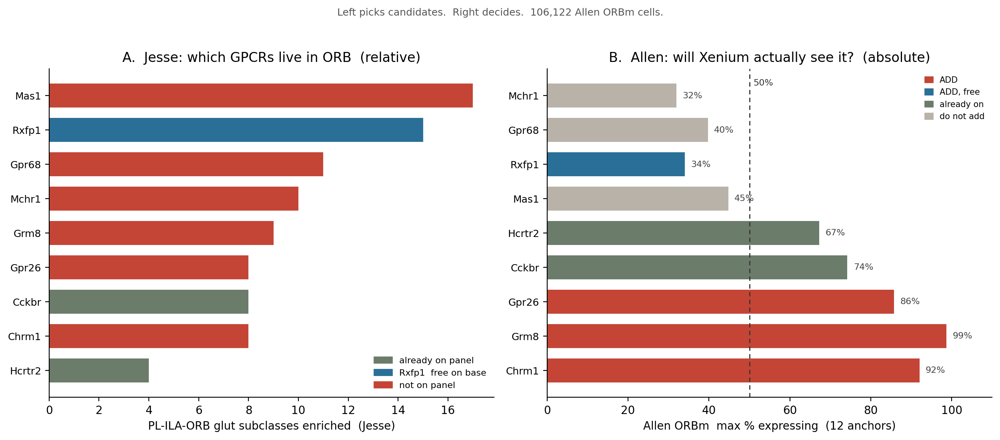 Left picks candidates.  Right decides.  106,122 Allen ORBm cells.
A.  Jesse: which GPCRs live in ORB  (relative)
Mas1
Rxfp1
Gpr68
Mchr1
Grm8
Gpr26
Cckbr
Chrm1
Hcrtr2
already on panel
Rxfp1  free on base
not on panel
0 2 4 6 8 10 12 14 16
PL-ILA-ORB glut subclasses enriched  (Jesse)
B.  Allen: will Xenium actually see it?  (absolute)
50%
ADD
ADD, free
already on
do not add
Mchr1 32%
Gpr68 40%
Rxfp1 34%
Mas1 45%
Hcrtr2 67%
Cckbr 74%
Gpr26 86%
Grm8 99%
Chrm1 92%
0 20 40 60 80 100
Allen ORBm  max % expressing  (12 anchors)